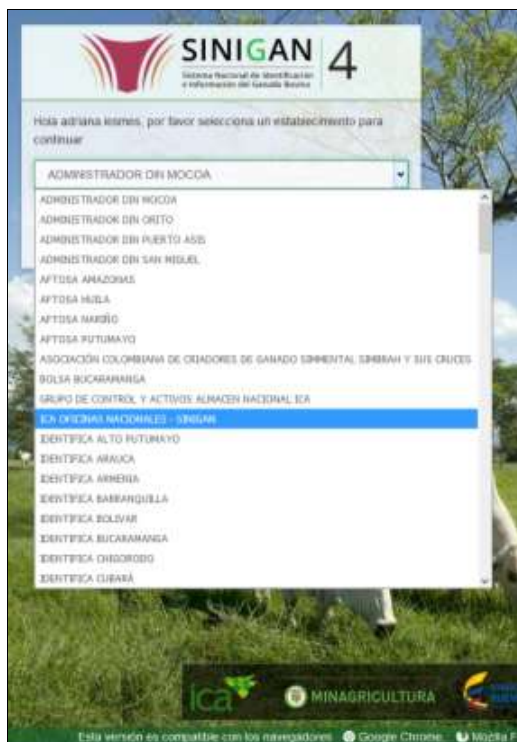 SINIGAN 4
Sistema Nacional de Identificación
e Información del Ganado Bovino
Hola adriana lesmes, por favor selecciona un establecimiento para
continuar
ADMINISTRADOR DIN MOCOA
ADMINISTRADOR DIN MOCOA
ADMINISTRADOR DIN ORITO
ADMINISTRADOR DIN PUERTO ASIS
ADMINISTRADOR DIN SAN MIGUEL
AFTOSA AMAZONAS
AFTOSA HUILA
AFTOSA NARIÑO
AFTOSA PUTUMAYO
ASOCIACIÓN COLOMBIANA DE CRIADORES DE GANADO SIMMENTAL SIMBRAH Y SUS CRUCES
BOLSA BUCARAMANGA
GRUPO DE CONTROL Y ACTIVOS ALMACEN NACIONAL ICA
ICA OFICINAS NACIONALES - SINIGAN
IDENTIFICA ALTO PUTUMAYO
IDENTIFICA ARAUCA
IDENTIFICA ARMENIA
IDENTIFICA BARRANQUILLA
IDENTIFICA BOLIVAR
IDENTIFICA BUCARAMANGA
IDENTIFICA CHIGORODO
IDENTIFICA CUBARÁ
ica MINAGRICULTURA
Esta versión es compatible con los navegadores Google Chrome Mozilla F